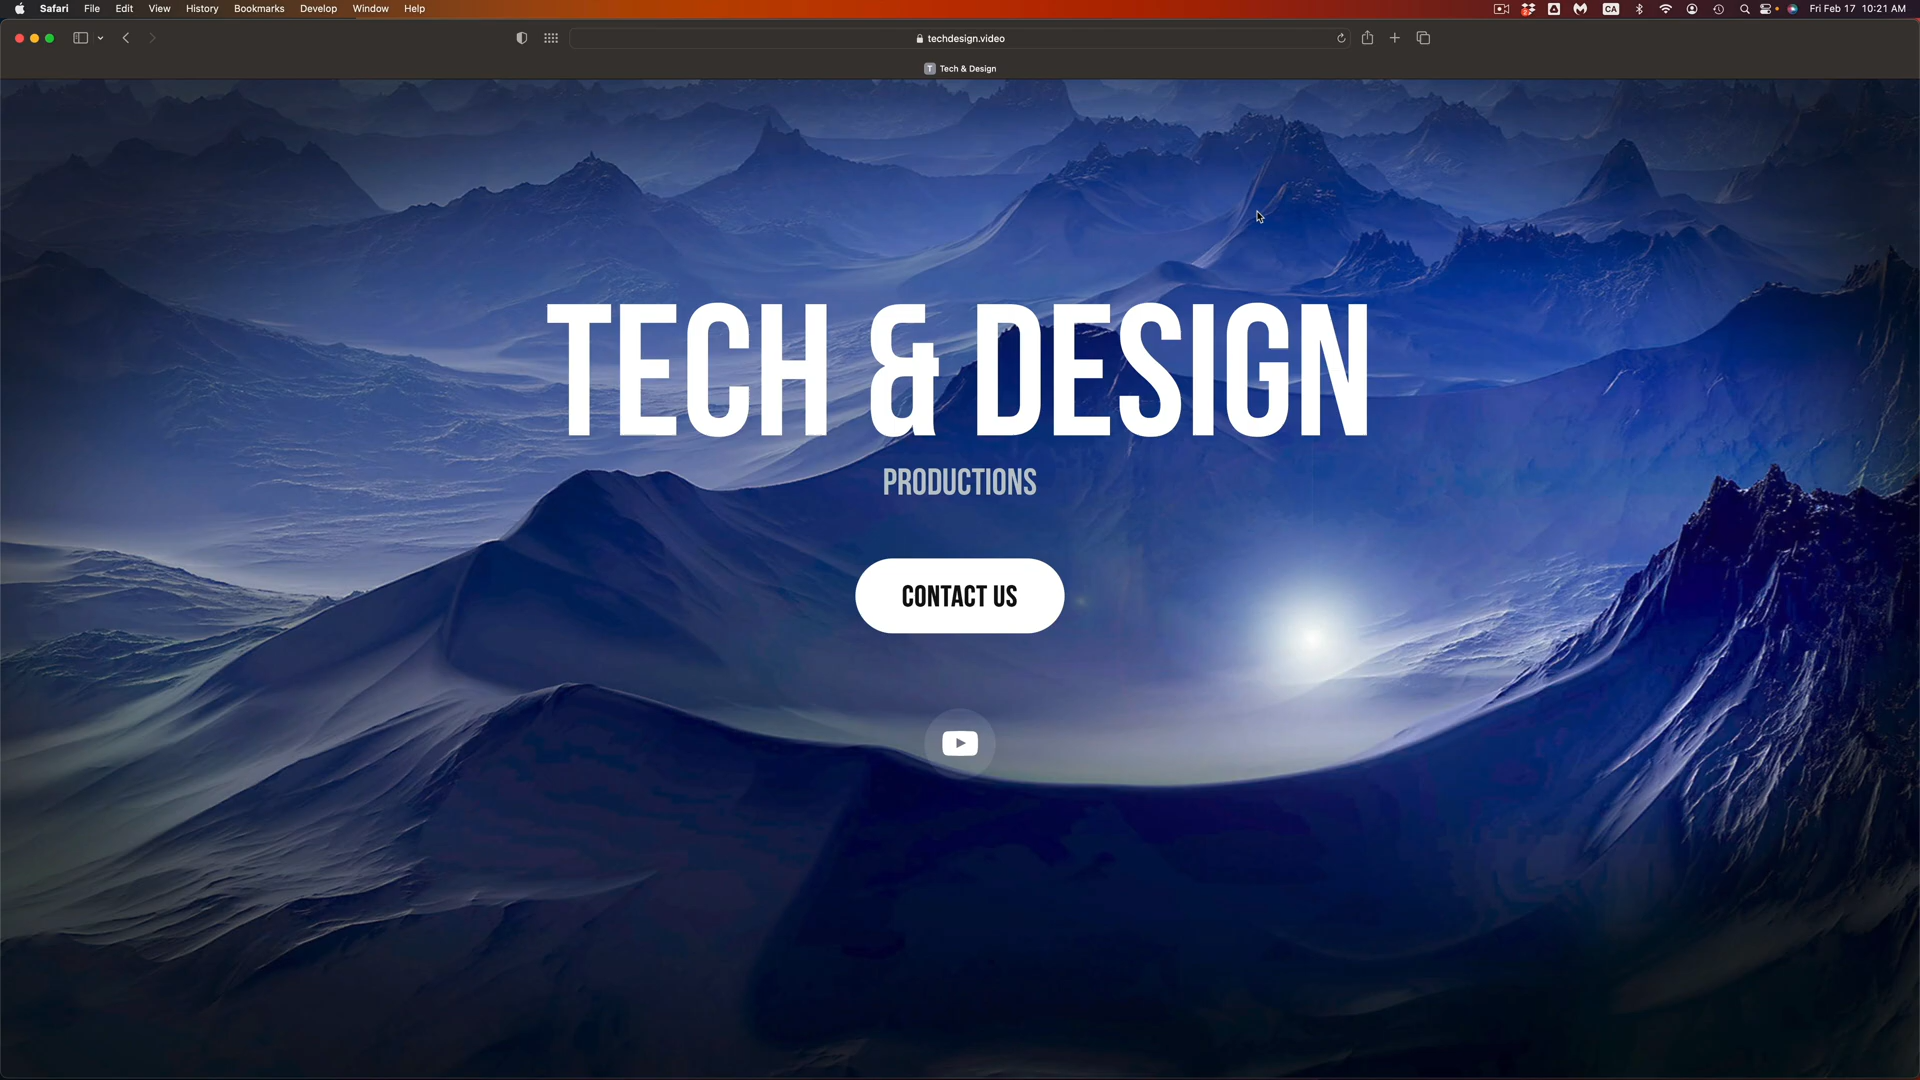 Safari File Edit View History Bookmarks Develop Window Help CA Fri Feb 17 10:21 AM
techdesign.video
T Tech & Design
TECH & DESIGN
PRODUCTIONS
CONTACT US